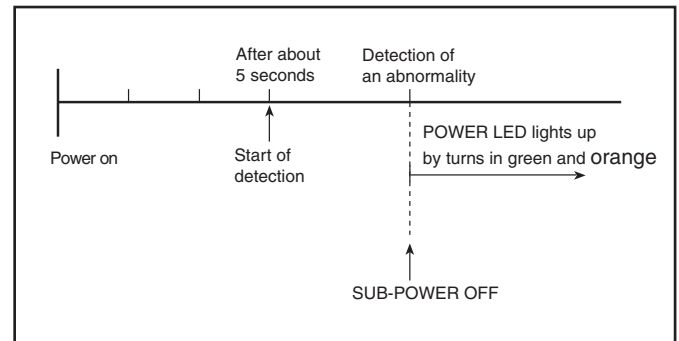 After about
5 seconds
Detection of
an abnormality
Power on
Start of
detection
POWER LED lights up
by turns in green and orange
SUB-POWER OFF